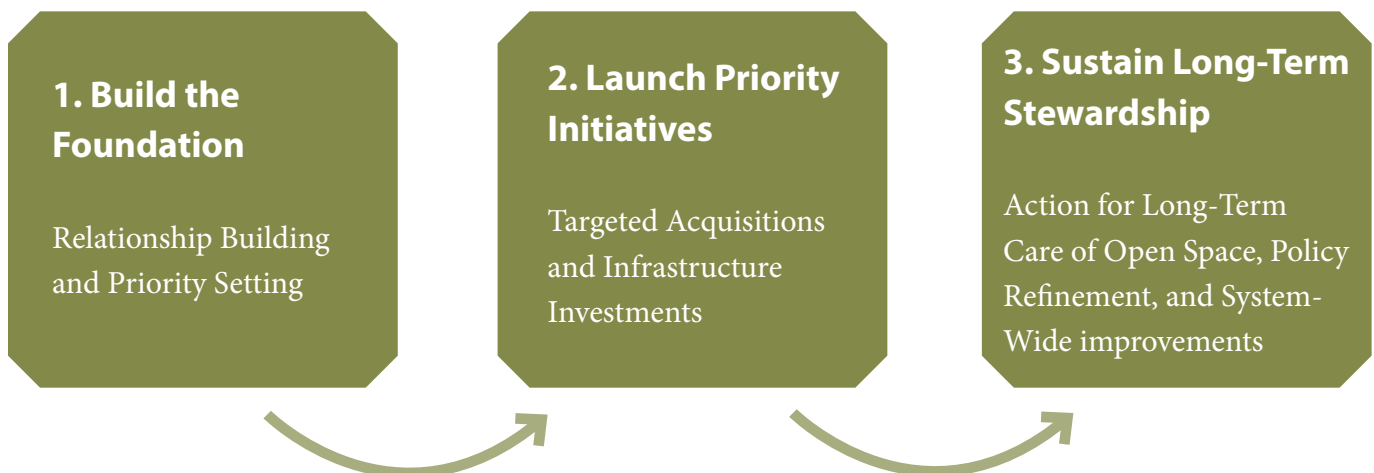 1. Build the
Foundation
Relationship Building
and Priority Setting
2. Launch Priority
Initiatives
Targeted Acquisitions
and Infrastructure
Investments
3. Sustain Long-Term
Stewardship
Action for Long-Term
Care of Open Space, Policy
Refinement, and System-
Wide improvements